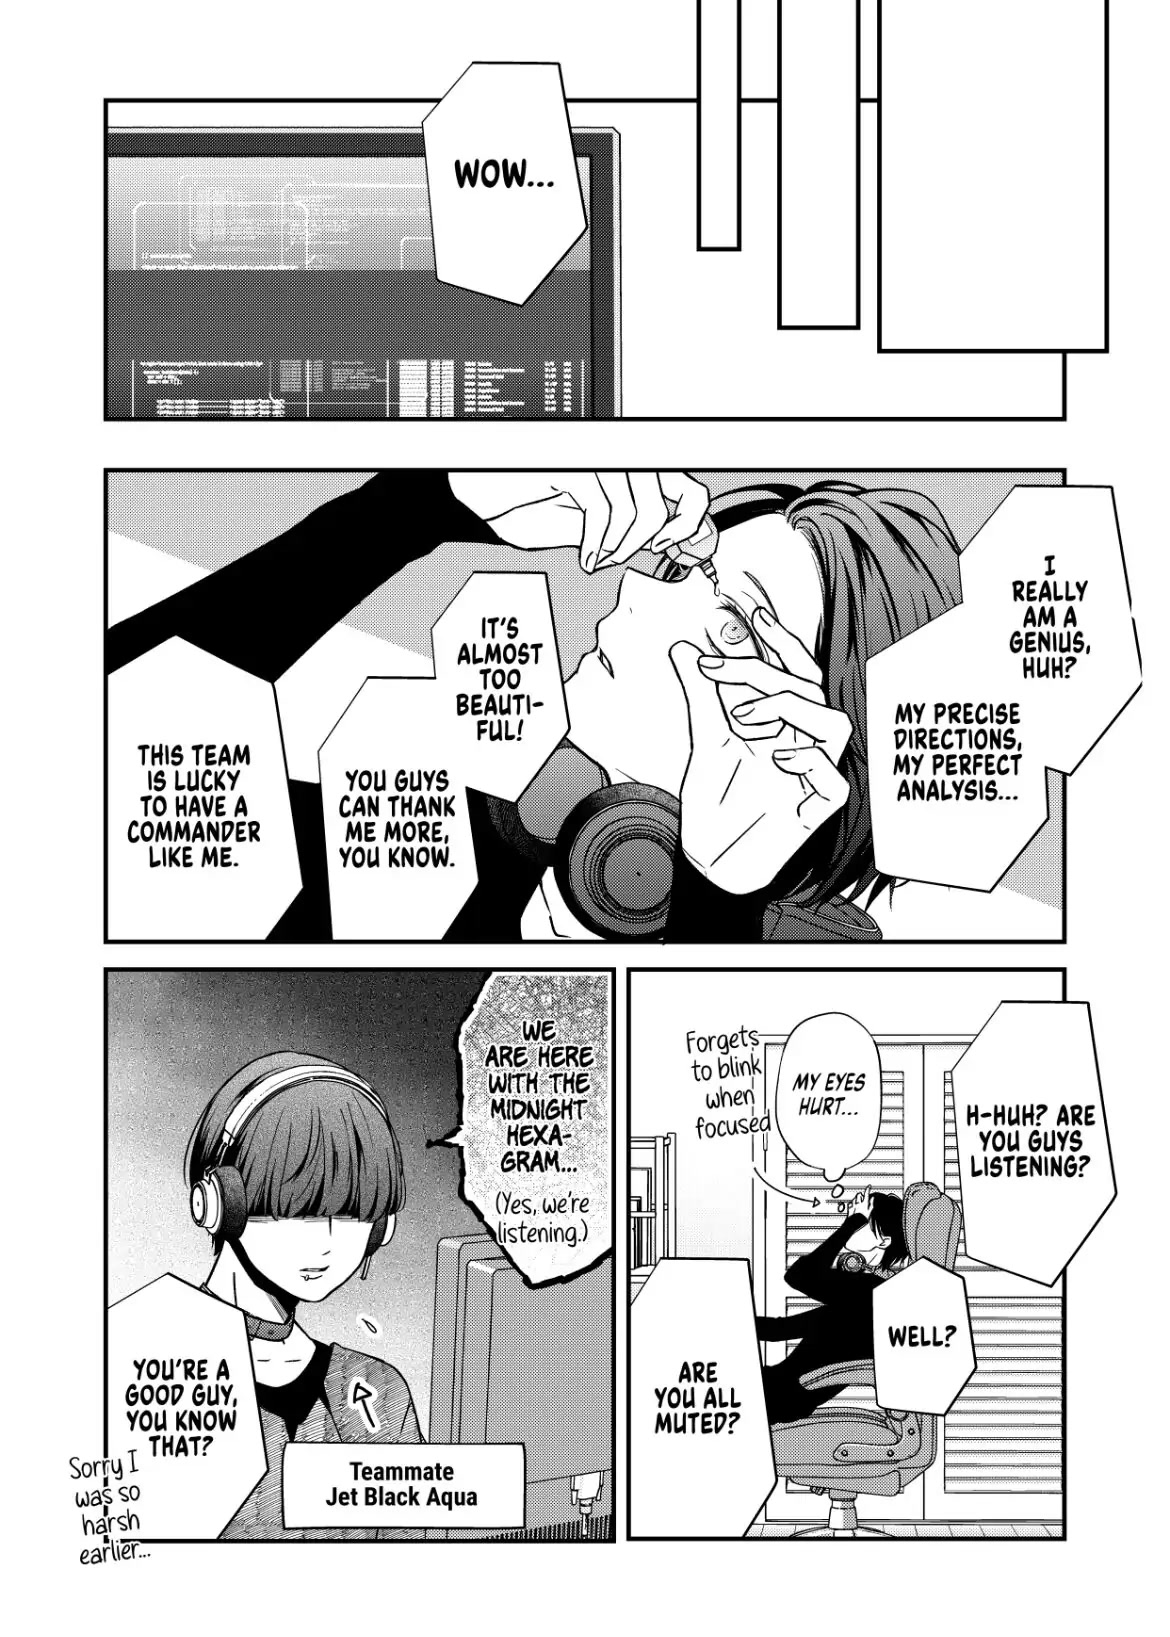 WOW...
I
REALLY
AM A
GENIUS,
HUH?
MY PRECISE
DIRECTIONS,
MY PERFECT
ANALYSIS...
IT'S
ALMOST
TOO
BEAUTI-
FUL!
YOU GUYS
CAN THANK
ME MORE,
YOU KNOW.
THIS TEAM
IS LUCKY
TO HAVE A
COMMANDER
LIKE ME.
H-HUH? ARE
YOU GUYS
LISTENING?
MY EYES
HURT...
Forgets
to blink
when
focused
WELL?
ARE
YOU ALL
MUTED?
WE
ARE HERE
WITH THE
MIDNIGHT
HEXA-
GRAM...
(Yes, we're
listening.)
YOU'RE A
GOOD GUY,
YOU KNOW
THAT?
Sorry I
was so
harsh
earlier...
Teammate
Jet Black Aqua